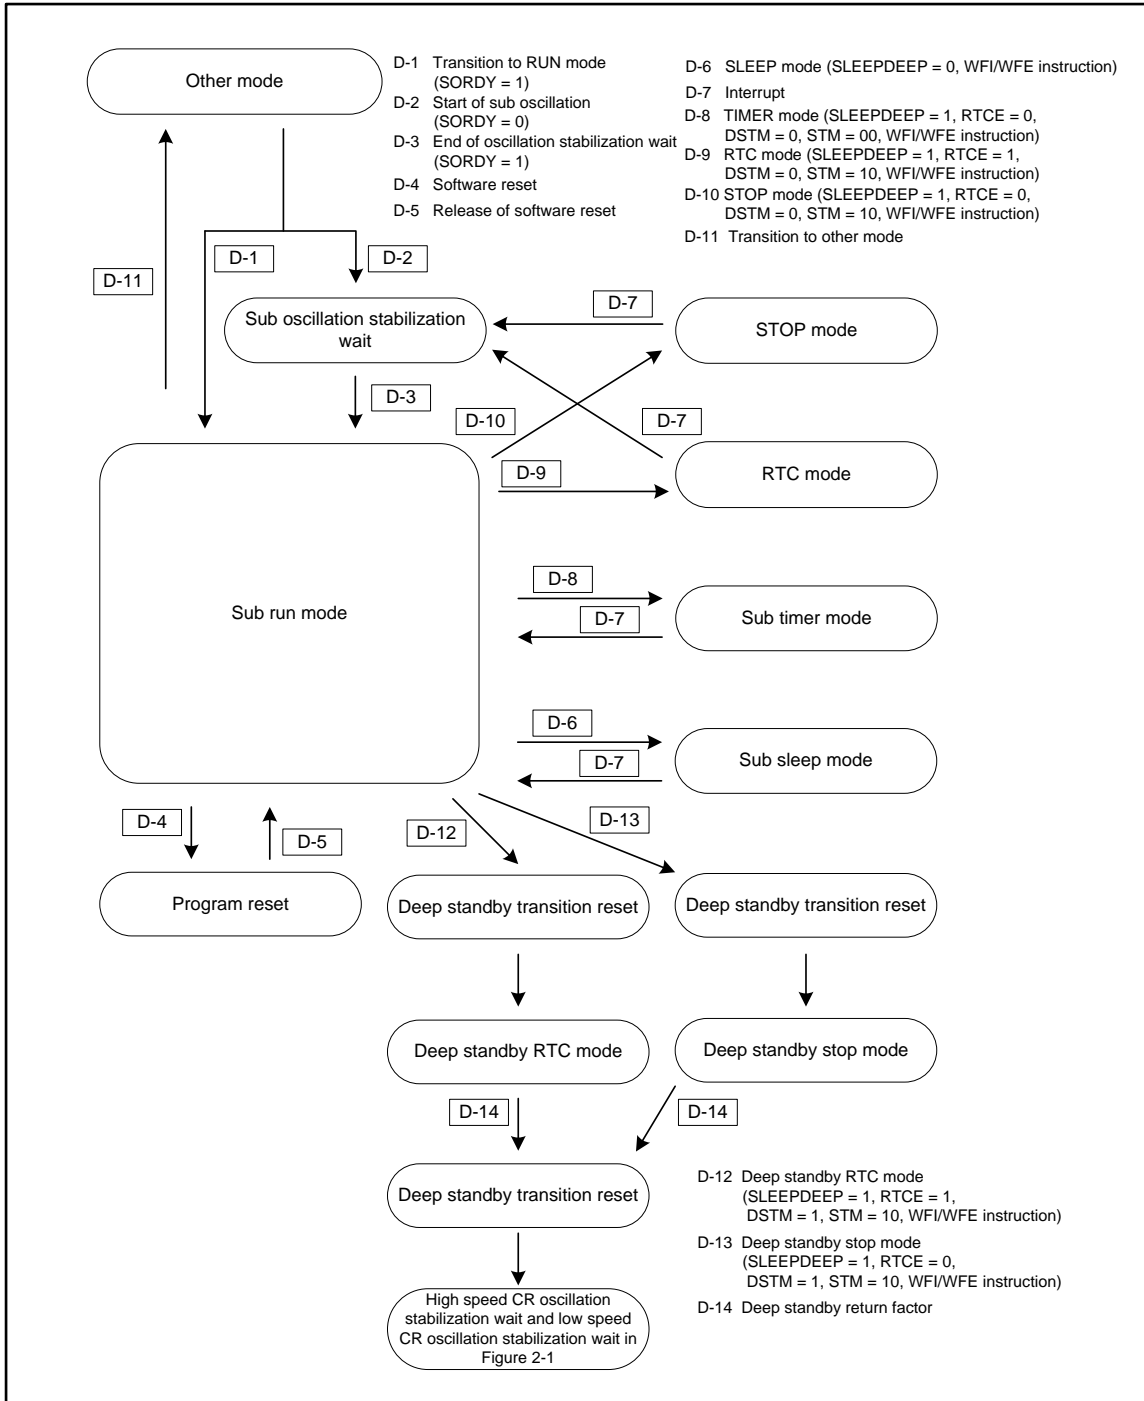 Other mode
D-1 Transition to RUN mode
(SORDY = 1)
D-2 Start of sub oscillation
(SORDY = 0)
D-3 End of oscillation stabilization wait
(SORDY = 1)
D-4 Software reset
D-5 Release of software reset
D-6 SLEEP mode (SLEEPDEEP = 0, WFI/WFE instruction)
D-7 Interrupt
D-8 TIMER mode (SLEEPDEEP = 1, RTCE = 0,
DSTM = 0, STM = 00, WFI/WFE instruction)
D-9 RTC mode (SLEEPDEEP = 1, RTCE = 1,
DSTM = 0, STM = 10, WFI/WFE instruction)
D-10 STOP mode (SLEEPDEEP = 1, RTCE = 0,
DSTM = 0, STM = 10, WFI/WFE instruction)
D-11 Transition to other mode
D-11
D-1
D-2
Sub oscillation stabilization
wait
D-7
STOP mode
D-3
D-10
D-7
D-9
RTC mode
Sub run mode
D-8
D-7
Sub timer mode
D-6
D-7
Sub sleep mode
D-4
D-5
D-12
D-13
Program reset
Deep standby transition reset
Deep standby transition reset
Deep standby RTC mode
Deep standby stop mode
D-14
D-14
Deep standby transition reset
High speed CR oscillation
stabilization wait and low speed
CR oscillation stabilization wait in
Figure 2-1
D-12 Deep standby RTC mode
(SLEEPDEEP = 1, RTCE = 1,
DSTM = 1, STM = 10, WFI/WFE instruction)
D-13 Deep standby stop mode
(SLEEPDEEP = 1, RTCE = 0,
DSTM = 1, STM = 10, WFI/WFE instruction)
D-14 Deep standby return factor